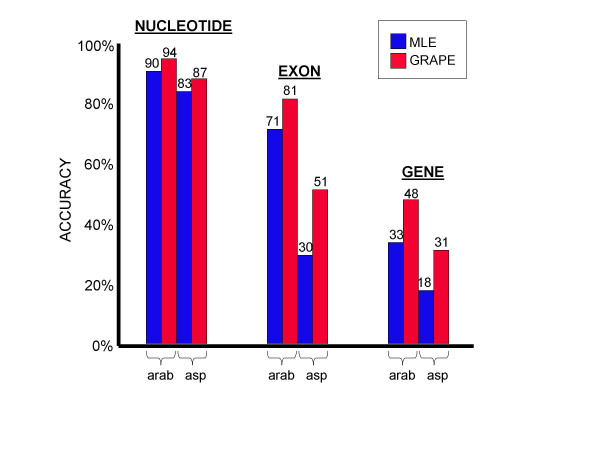 NUCLEOTIDE
MLE
GRAPE
100%
90
94
83
87
EXON
80%
71
81
60%
30
51
GENE
40%
33
48
18
31
20%
0%
ACCURACY
arab
asp
arab
asp
arab
asp